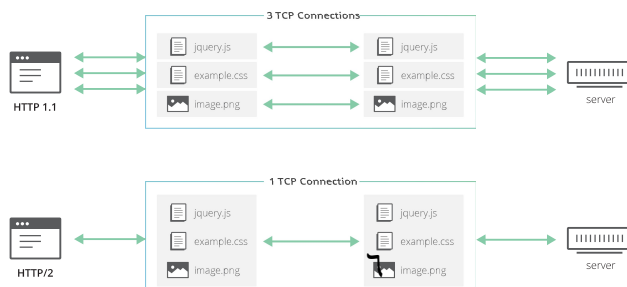 3 TCP Connections
jquery.js jquery.js
example.css example.css
HTTP 1.1 image.png image.png server
1 TCP Connection
jquery.js jquery.js
example.css example.css
HTTP/2 image.png image.png server